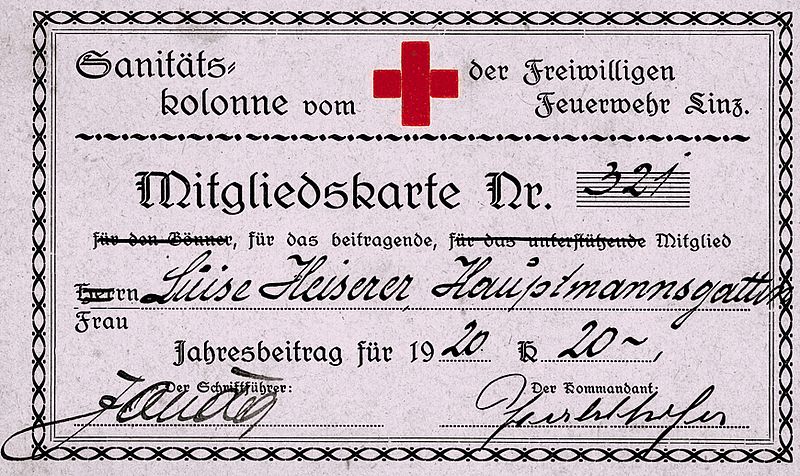 Sanitäts= der Freiwilligen
kolonne vom Feuerwehr Linz.
Mitgliedskarte Nr. 321
für den Gönner, für das beitragende, für das unterstützende Mitglied
Herrn Luise Heiserer, Hauptmannsgattin
Frau
Jahresbeitrag für 1920 K 20~,
Der Schriftführer: Der Kommandant: